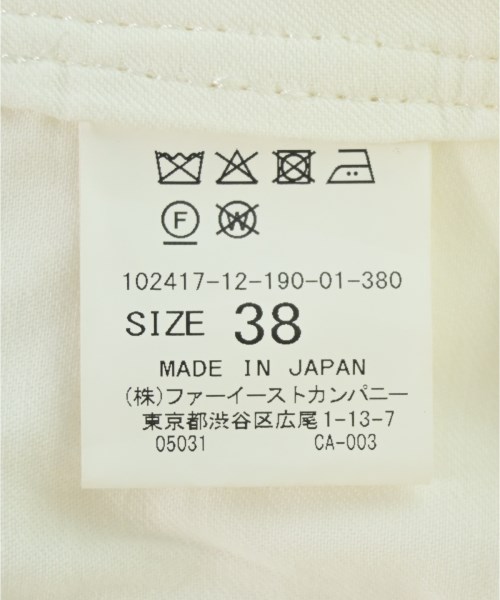 F W
102417-12-190-01-380
SIZE 38
MADE IN JAPAN
(株)ファーイーストカンパニー
東京都渋谷区広尾1-13-7
05031 CA-003